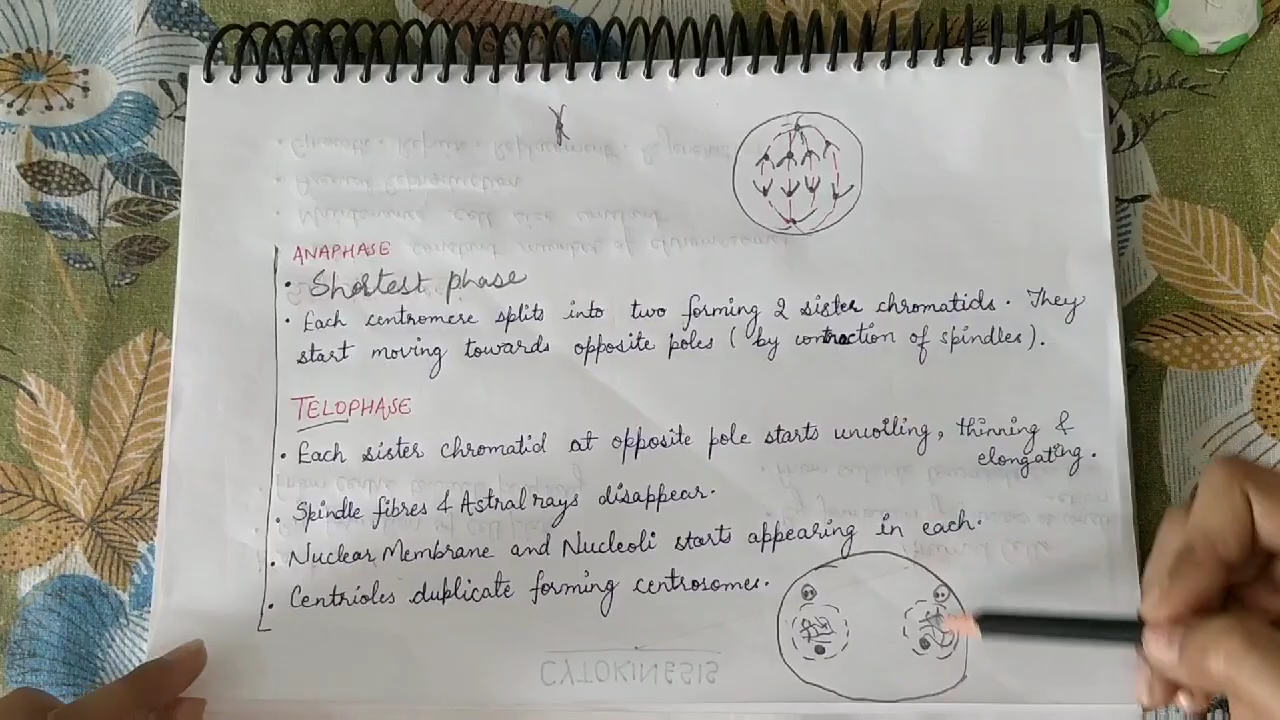 ANAPHASE
• Shortest phase
• Each centromere splits into two forming 2 sister chromatids. They
start moving towards opposite poles (by contraction of spindles).
TELOPHASE
• Each sister chromatid at opposite pole starts uncoiling, thinning &
elongating.
• Spindle fibres & Astral rays disappear.
• Nuclear Membrane and Nucleoli starts appearing in each.
• Centrioles duplicate forming centrosomes.
CYTOKINESIS